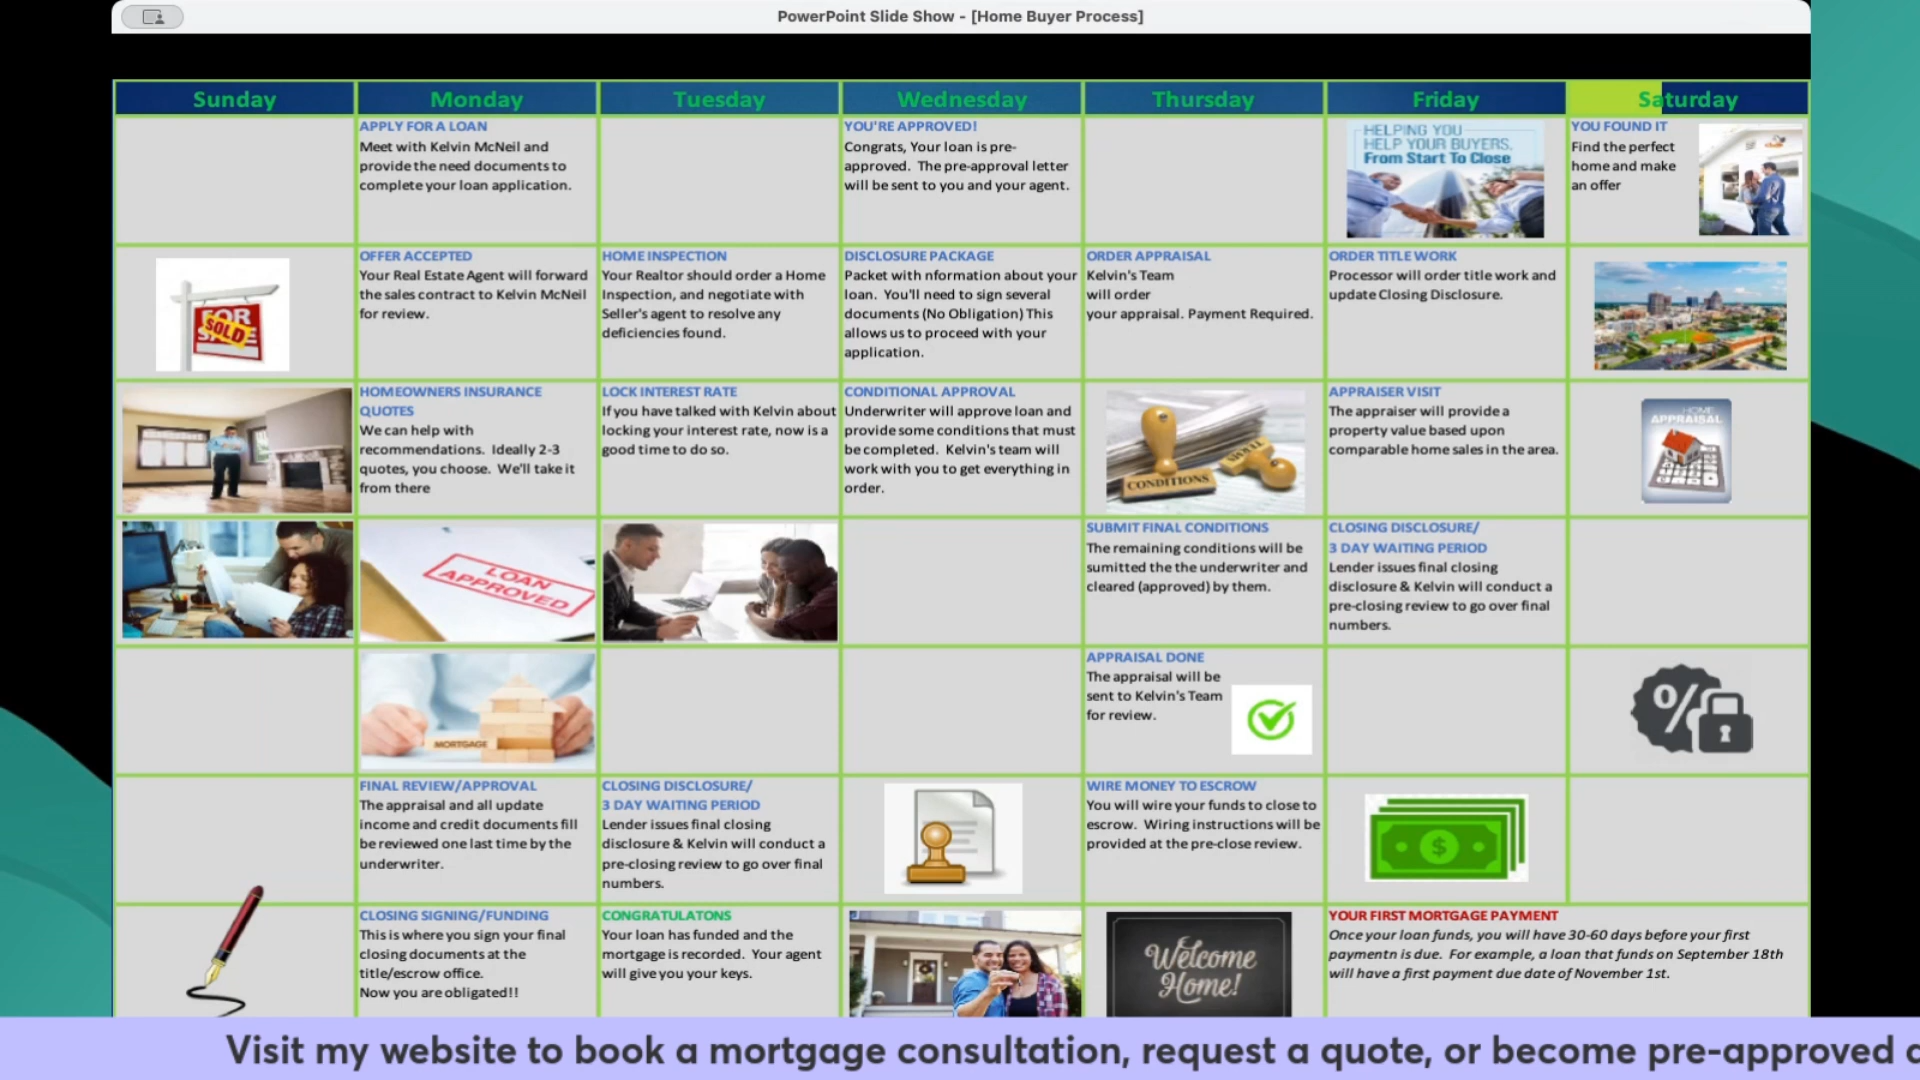 PowerPoint Slide Show - [Home Buyer Process]
Sunday
Monday
Tuesday
Wednesday
Thursday
Friday
Saturday
APPLY FOR A LOAN
Meet with Kelvin McNeil and
provide the need documents to
complete your loan application.
YOU'RE APPROVED!
Congrats, Your loan is pre-
approved. The pre-approval letter
will be sent to you and your agent.
HELPING YOU
HELP YOUR BUYERS.
From Start To Close
YOU FOUND IT
Find the perfect
home and make
an offer
FOR
SOLD
OFFER ACCEPTED
Your Real Estate Agent will forward
the sales contract to Kelvin McNeil
for review.
HOME INSPECTION
Your Realtor should order a Home
Inspection, and negotiate with
Seller's agent to resolve any
deficiencies found.
DISCLOSURE PACKAGE
Packet with nformation about your
loan. You'll need to sign several
documents (No Obligation) This
allows us to proceed with your
application.
ORDER APPRAISAL
Kelvin's Team
will order
your appraisal. Payment Required.
ORDER TITLE WORK
Processor will order title work and
update Closing Disclosure.
HOMEOWNERS INSURANCE
QUOTES
We can help with
recommendations. Ideally 2-3
quotes, you choose. We'll take it
from there
LOCK INTEREST RATE
If you have talked with Kelvin about
locking your interest rate, now is a
good time to do so.
CONDITIONAL APPROVAL
Underwriter will approve loan and
provide some conditions that must
be completed. Kelvin's team will
work with you to get everything in
order.
CONDITIONS
APPRAISER VISIT
The appraiser will provide a
property value based upon
comparable home sales in the area.
HOME
APPRAISAL
LOAN
APPROVED
SUBMIT FINAL CONDITIONS
The remaining conditions will be
sumitted the the underwriter and
cleared (approved) by them.
CLOSING DISCLOSURE/
3 DAY WAITING PERIOD
Lender issues final closing
disclosure & Kelvin will conduct a
pre-closing review to go over final
numbers.
MORTGAGE
APPRAISAL DONE
The appraisal will be
sent to Kelvin's Team
for review.
%
FINAL REVIEW/APPROVAL
The appraisal and all update
income and credit documents fill
be reviewed one last time by the
underwriter.
CLOSING DISCLOSURE/
3 DAY WAITING PERIOD
Lender issues final closing
disclosure & Kelvin will conduct a
pre-closing review to go over final
numbers.
WIRE MONEY TO ESCROW
You will wire your funds to close to
escrow. Wiring instructions will be
provided at the pre-close review.
$
CLOSING SIGNING/FUNDING
This is where you sign your final
closing documents at the
title/escrow office.
Now you are obligated!!
CONGRATULATONS
Your loan has funded and the
mortgage is recorded. Your agent
will give you your keys.
Welcome
Home!
YOUR FIRST MORTGAGE PAYMENT
Once your loan funds, you will have 30-60 days before your first
paymentn is due. For example, a loan that funds on September 18th
will have a first payment due date of November 1st.
Visit my website to book a mortgage consultation, request a quote, or become pre-approved